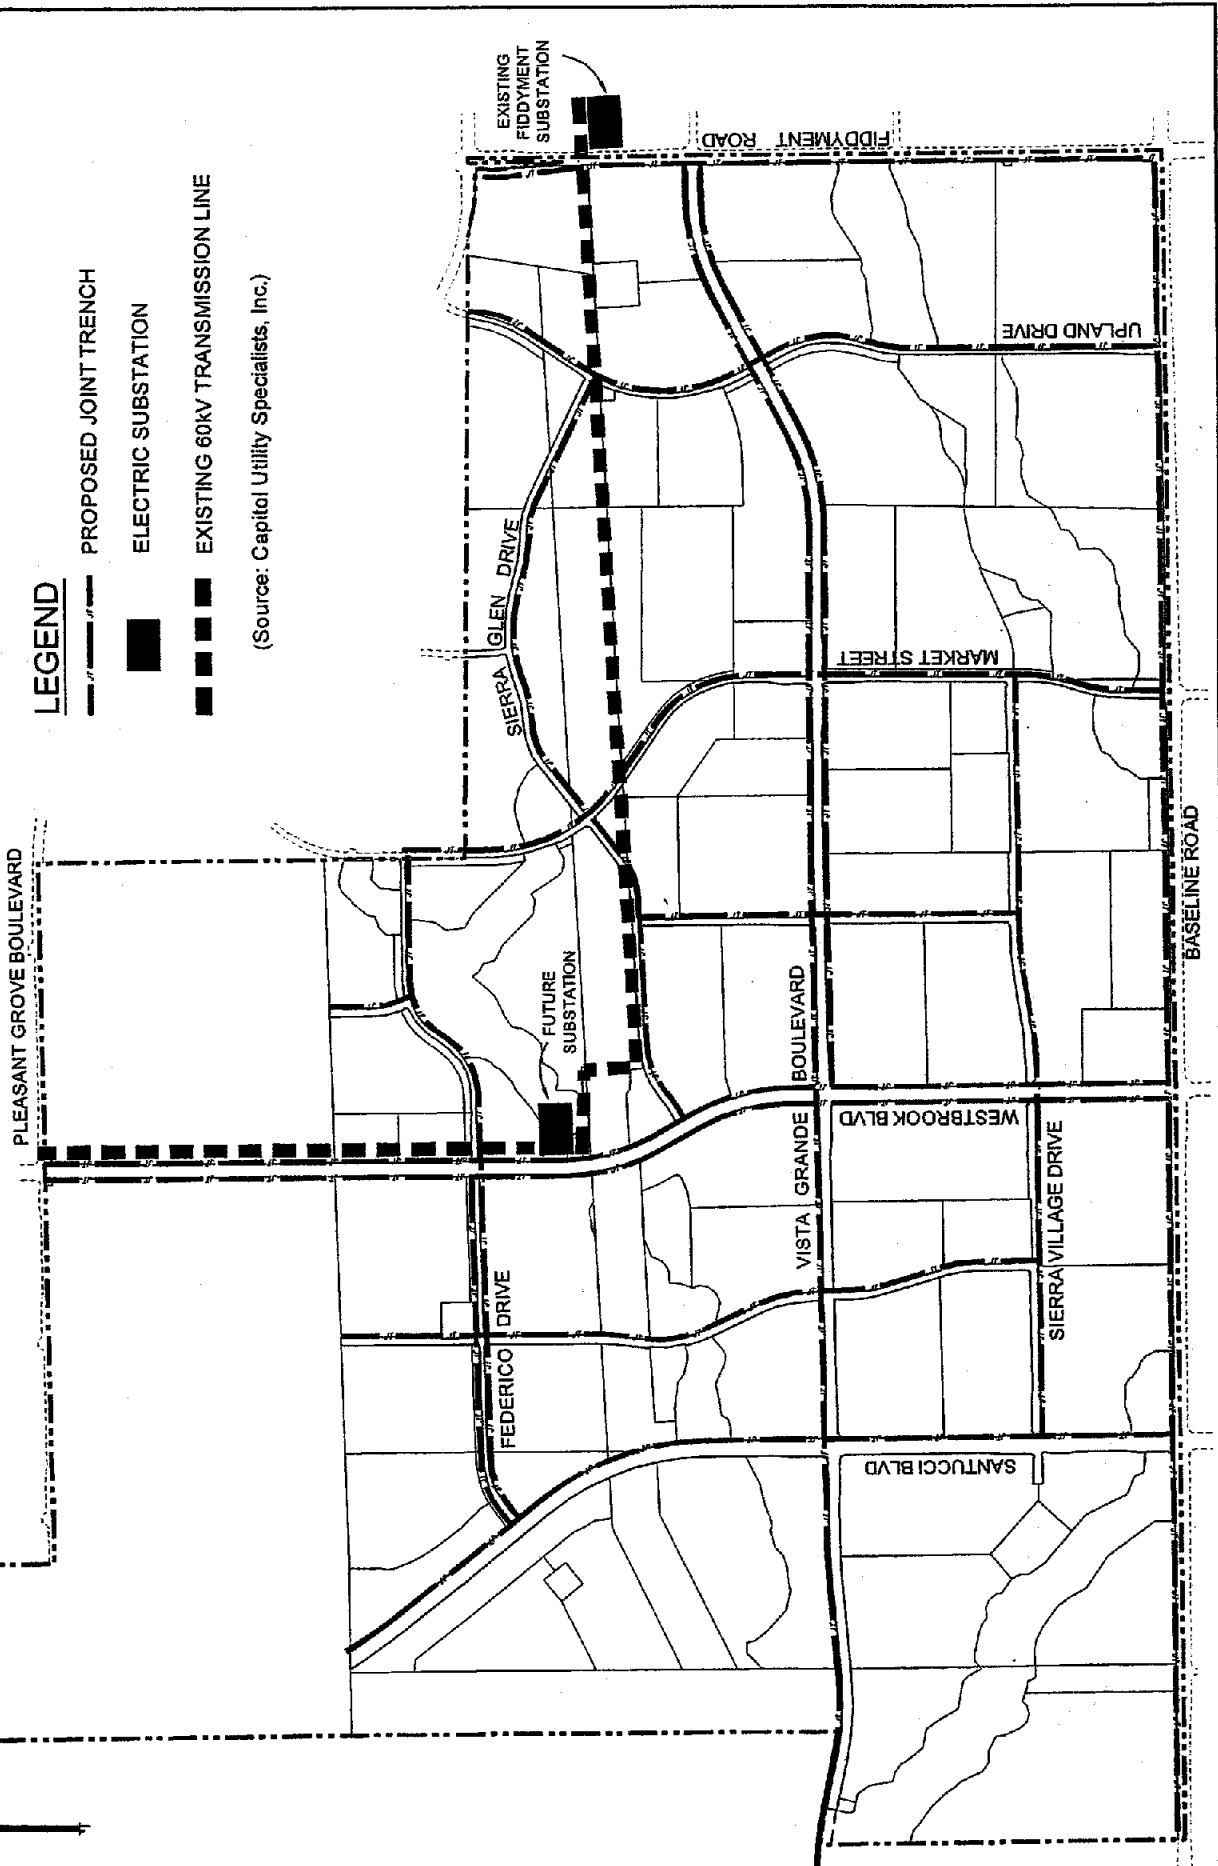 LEGEND
PROPOSED JOINT TRENCH
ELECTRIC SUBSTATION
EXISTING 60kV TRANSMISSION LINE
(Source: Capitol Utility Specialists, Inc.)
PLEASANT GROVE BOULEVARD
EXISTING
FIDDYMENT
SUBSTATION
FIDDYMENT ROAD
UPLAND DRIVE
SIERRA GLEN DRIVE
MARKET STREET
FUTURE
SUBSTATION
BASELINE ROAD
VISTA GRANDE BOULEVARD
WESTBROOK BLVD
SIERRA VILLAGE DRIVE
FEDERICO DRIVE
SANTUCCI BLVD